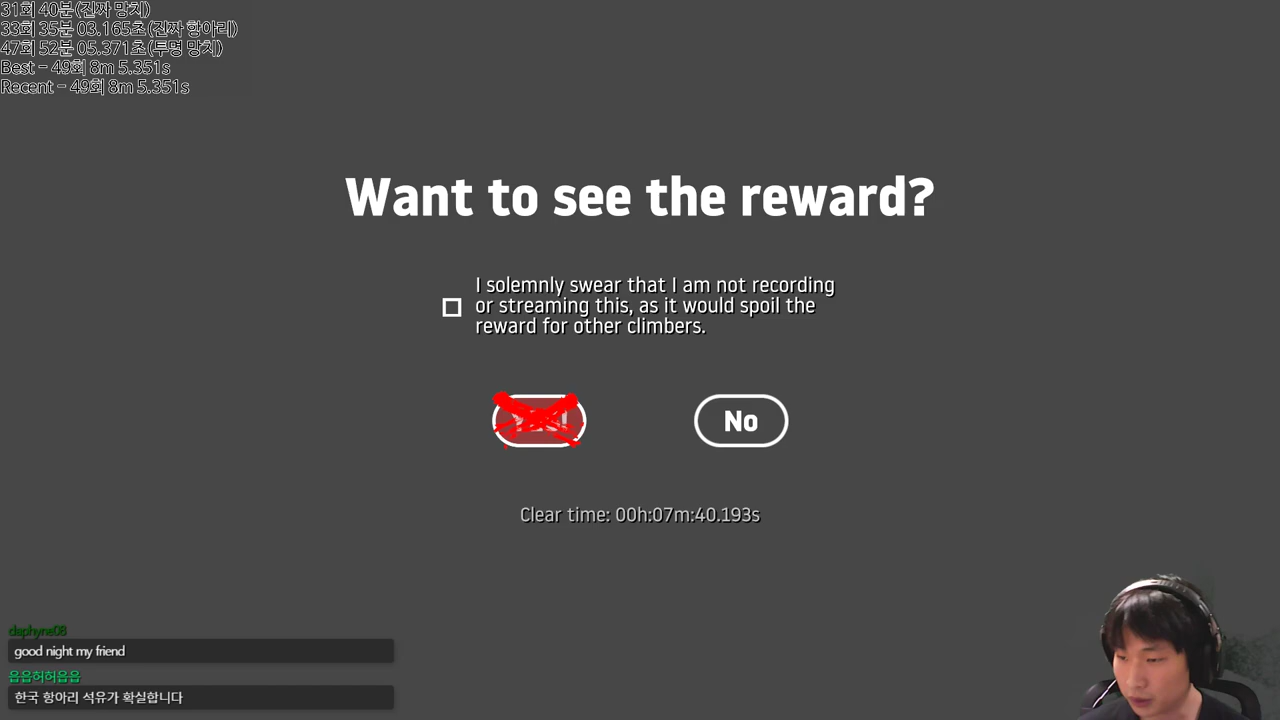 31회 40분(진짜 망치)
33회 35분 03.165초(진짜 항아리)
47회 52분 05.371초(투명 망치)
Best - 49회 8m 5.351s
Recent - 49회 8m 5.351s
Want to see the reward?
I solemnly swear that I am not recording
or streaming this, as it would spoil the
reward for other climbers.
No
Clear time: 00h:07m:40.193s
daphyne08
good night my friend
읍읍허허읍읍
한국 항아리 석유가 확실합니다